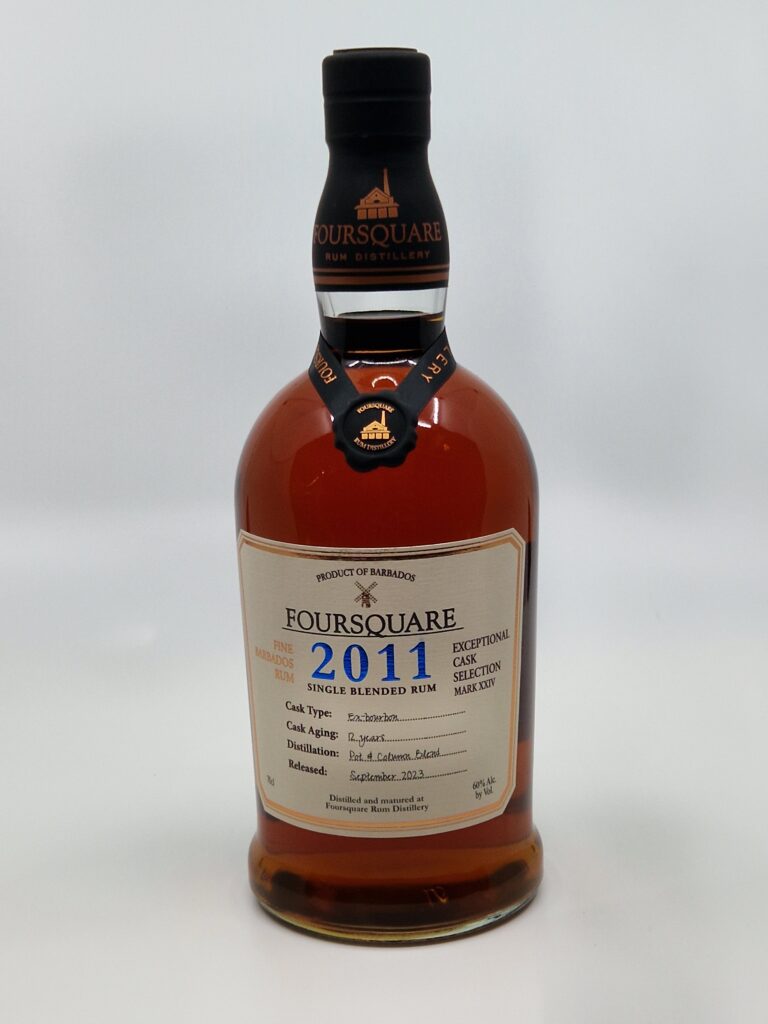 FOURSQUARE
RUM DISTILLERY
LERY
FOURSQUARE
RUM DISTILLERY
PRODUCT OF BARBADOS
FOURSQUARE
FINE
BARBADOS
RUM
2011
SINGLE BLENDED RUM
EXCEPTIONAL
CASK
SELECTION
MARK XXIV
Cask Type: Ex-bourbon
Cask Aging: 12 years
Distillation: Pot & Column Blend
Released: September 2023
70cl
60% Alc.
by Vol.
Distilled and matured at
Foursquare Rum Distillery